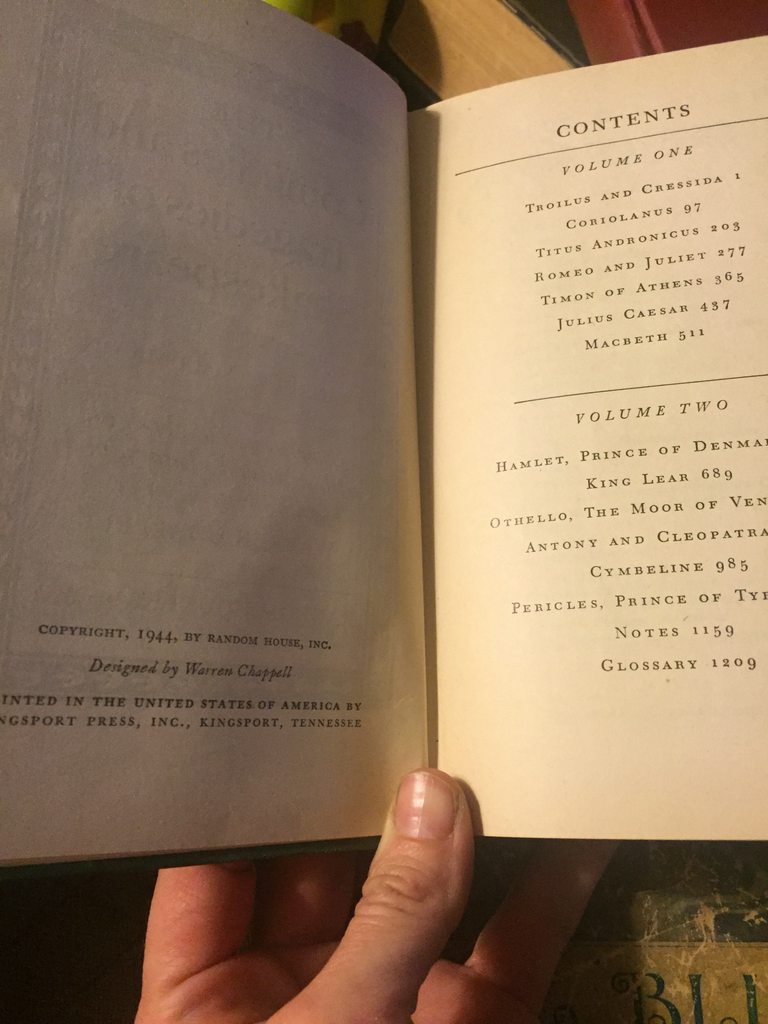 COPYRIGHT, 1944, BY RANDOM HOUSE, INC.
Designed by Warren Chappell
INTED IN THE UNITED STATES OF AMERICA BY
NGSPORT PRESS, INC., KINGSPORT, TENNESSEE
CONTENTS
VOLUME ONE
TROILUS AND CRESSIDA 1
CORIOLANUS 97
TITUS ANDRONICUS 203
ROMEO AND JULIET 277
TIMON OF ATHENS 365
JULIUS CAESAR 437
MACBETH 511
VOLUME TWO
HAMLET, PRINCE OF DENMA
KING LEAR 689
OTHELLO, THE MOOR OF VEN
ANTONY AND CLEOPATRA
CYMBELINE 985
PERICLES, PRINCE OF TY
NOTES 1159
GLOSSARY 1209